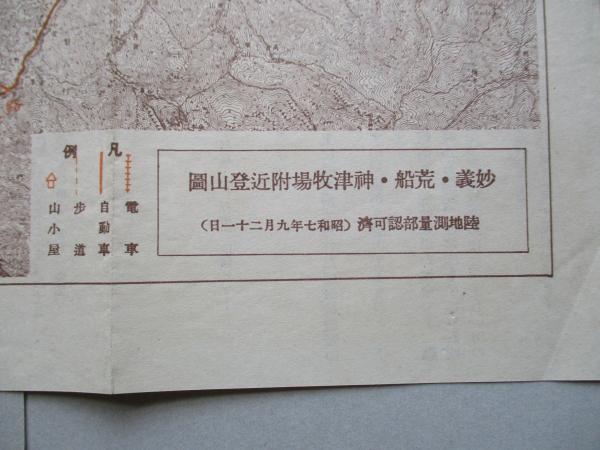 妙義・荒船・神津牧場附近登山圖
陸地測量部認可濟（昭和七年九月二十一日）
凡例
電車
自動車
歩道
山小屋